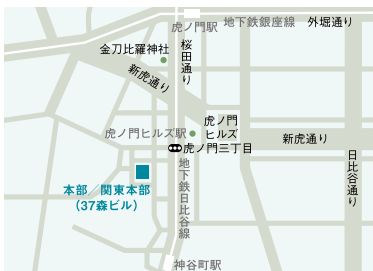 虎ノ門駅
地下鉄銀座線
外堀通り
金刀比羅神社
桜田通り
新虎通り
虎ノ門
ヒルズ
虎ノ門ヒルズ駅
新虎通り
虎ノ門三丁目
日比谷通り
地下鉄日比谷線
本部／関東本部
（37森ビル）
神谷町駅